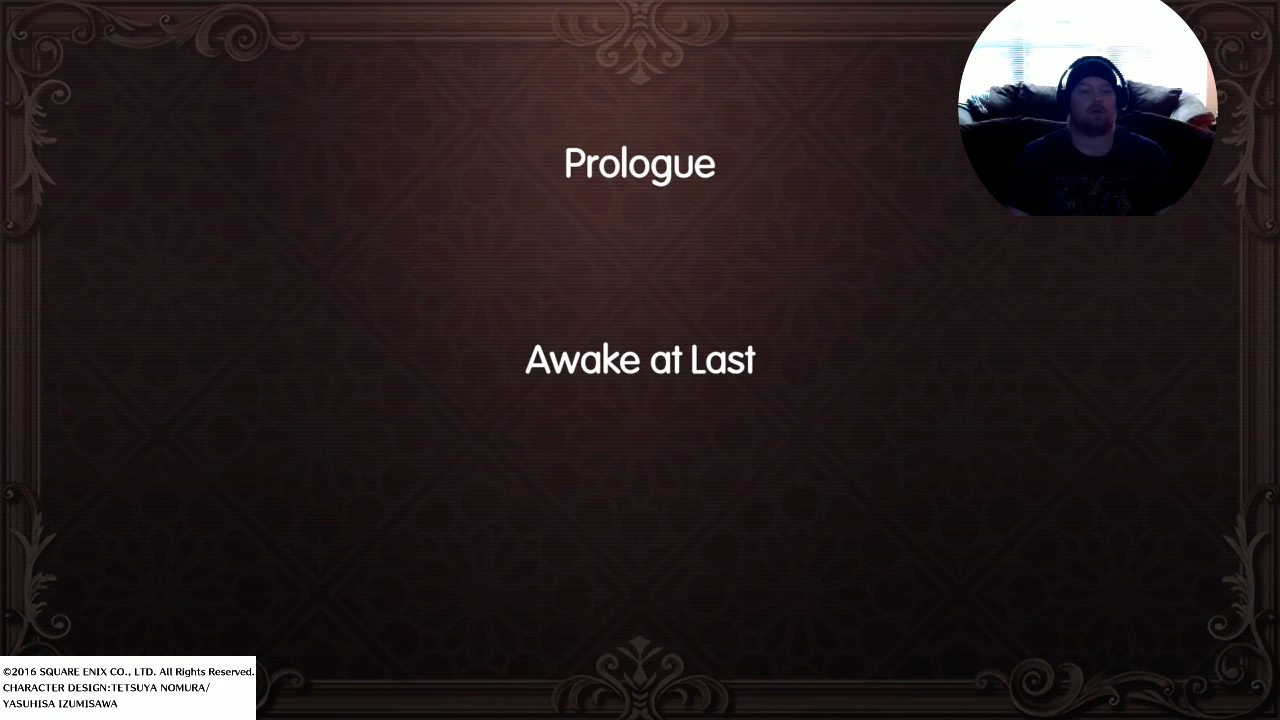 Prologue
Awake at Last
©2016 SQUARE ENIX CO., LTD. All Rights Reserved.
CHARACTER DESIGN:TETSUYA NOMURA/
YASUHISA IZUMISAWA